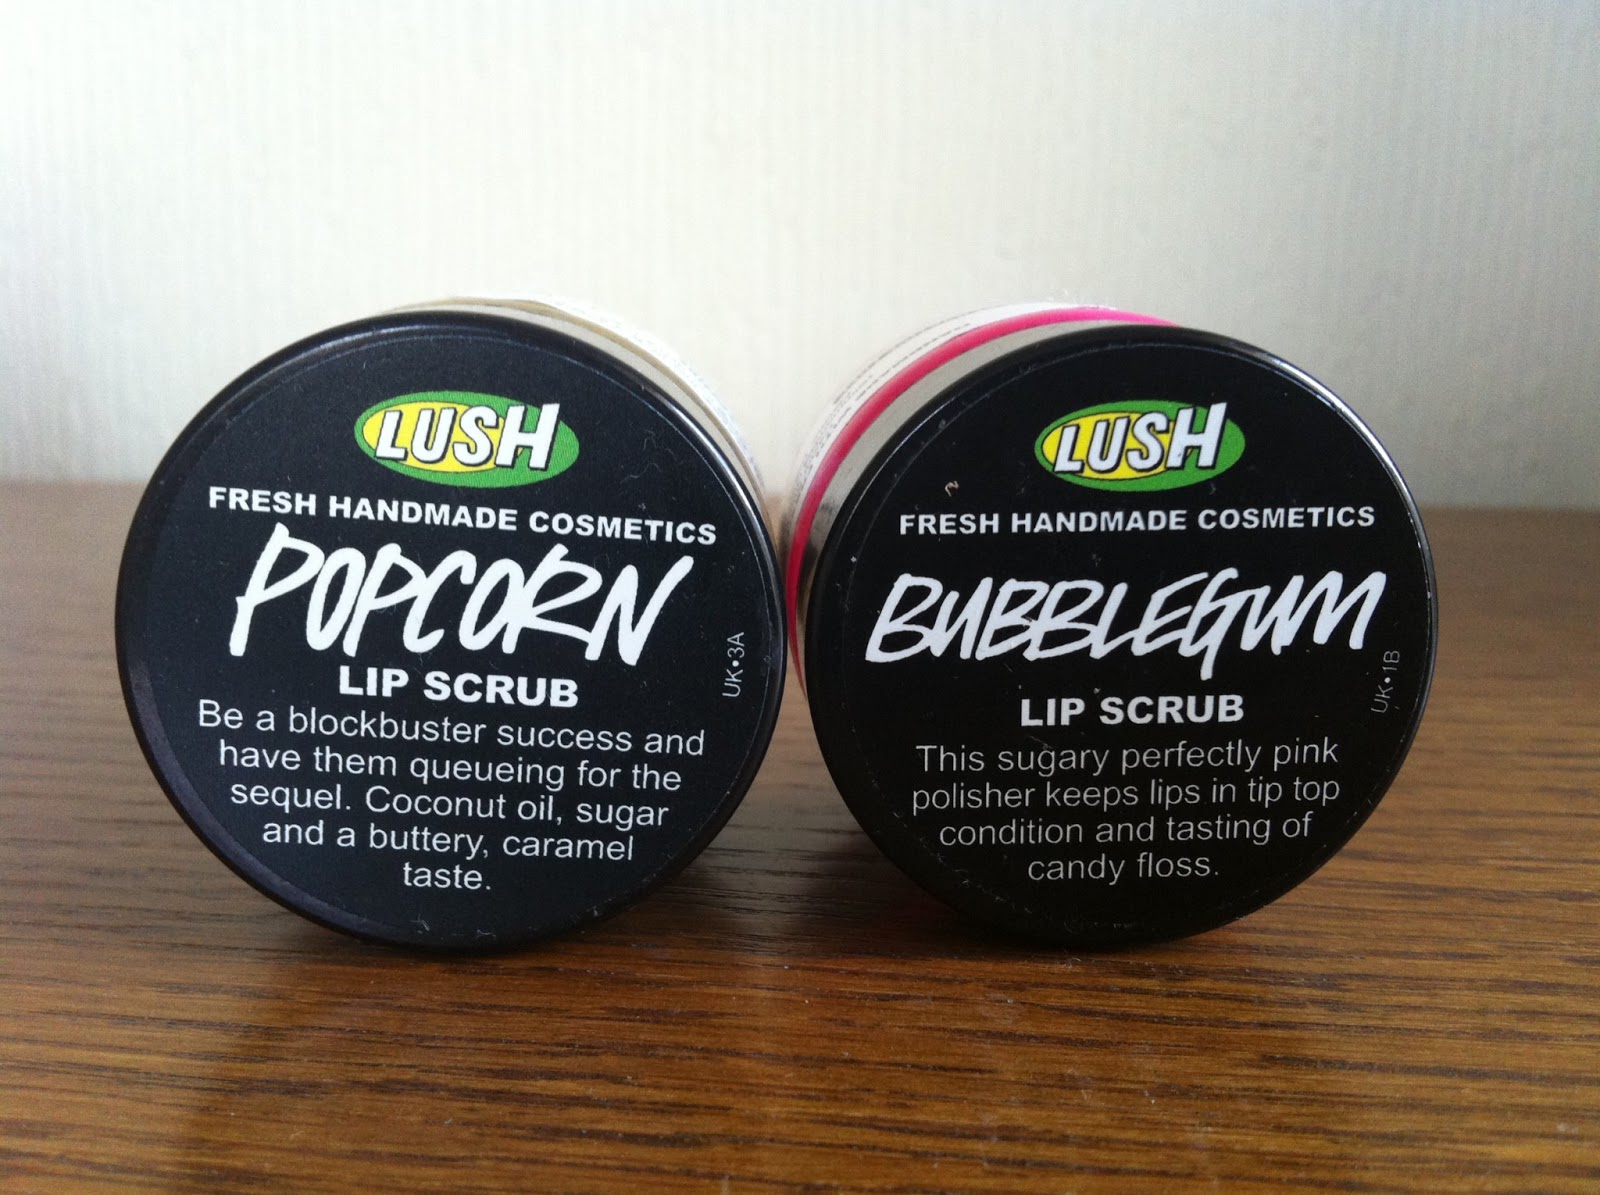 LUSH
FRESH HANDMADE COSMETICS
POPCORN
LIP SCRUB
Be a blockbuster success and
have them queueing for the
sequel. Coconut oil, sugar
and a buttery, caramel
taste.
UK•3A
LUSH
FRESH HANDMADE COSMETICS
BUBBLEGUM
LIP SCRUB
This sugary perfectly pink
polisher keeps lips in tip top
condition and tasting of
candy floss.
UK•1B